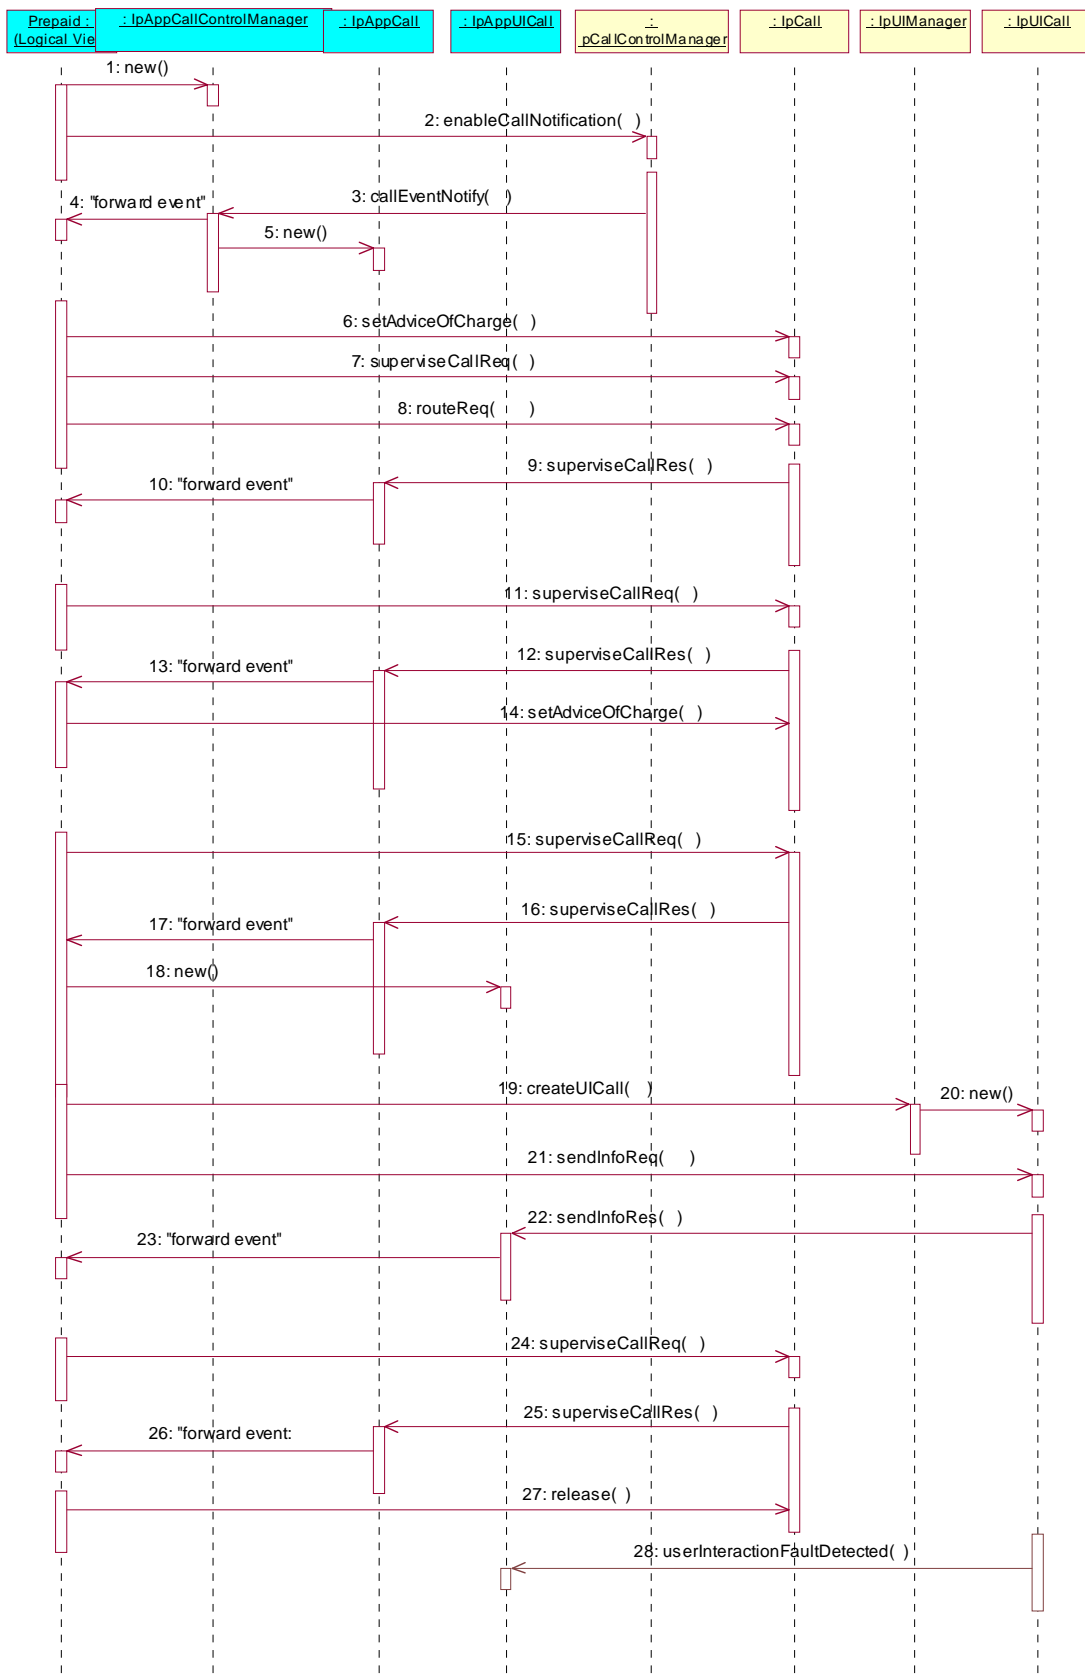 Prepaid :
(Logical Vie
: IpAppCallControlManager
: IpAppCall
: IpAppUICall
:
pCallControlManager
: IpCall
: IpUIManager
: IpUICall
1: new()
2: enableCallNotification( )
3: callEventNotify( )
4: "forward event"
5: new()
6: setAdviceOfCharge( )
7: superviseCallReq( )
8: routeReq( )
9: superviseCallRes( )
10: "forward event"
11: superviseCallReq( )
12: superviseCallRes( )
13: "forward event"
14: setAdviceOfCharge( )
15: superviseCallReq( )
16: superviseCallRes( )
17: "forward event"
18: new()
19: createUICall( )
20: new()
21: sendInfoReq( )
22: sendInfoRes( )
23: "forward event"
24: superviseCallReq( )
25: superviseCallRes( )
26: "forward event:
27: release( )
28: userInteractionFaultDetected( )